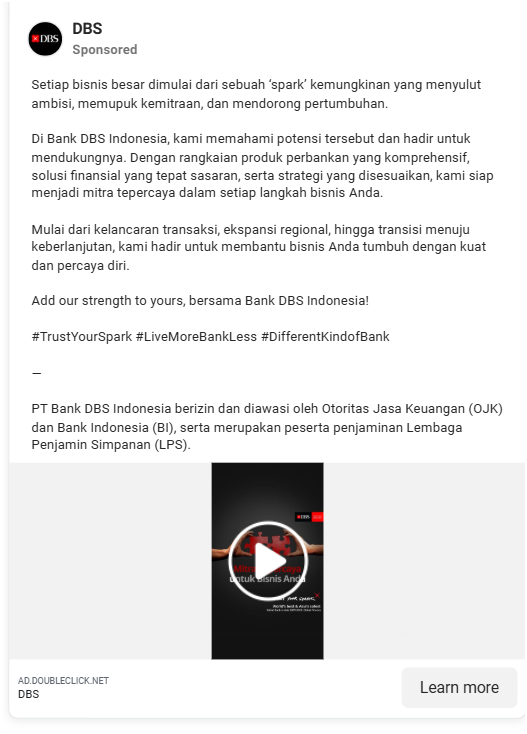 DBS
DBS
Sponsored
Setiap bisnis besar dimulai dari sebuah ‘spark’ kemungkinan yang menyulut
ambisi, memupuk kemitraan, dan mendorong pertumbuhan.
Di Bank DBS Indonesia, kami memahami potensi tersebut dan hadir untuk
mendukungnya. Dengan rangkaian produk perbankan yang komprehensif,
solusi finansial yang tepat sasaran, serta strategi yang disesuaikan, kami siap
menjadi mitra tepercaya dalam setiap langkah bisnis Anda.
Mulai dari kelancaran transaksi, ekspansi regional, hingga transisi menuju
keberlanjutan, kami hadir untuk membantu bisnis Anda tumbuh dengan kuat
dan percaya diri.
Add our strength to yours, bersama Bank DBS Indonesia!
#TrustYourSpark #LiveMoreBankLess #DifferentKindofBank
—
PT Bank DBS Indonesia berizin dan diawasi oleh Otoritas Jasa Keuangan (OJK)
dan Bank Indonesia (BI), serta merupakan peserta penjaminan Lembaga
Penjamin Simpanan (LPS).
DBS
untuk Bisnis Anda
World's Best & Asia's Safest
AD.DOUBLECLICK.NET
DBS
Learn more